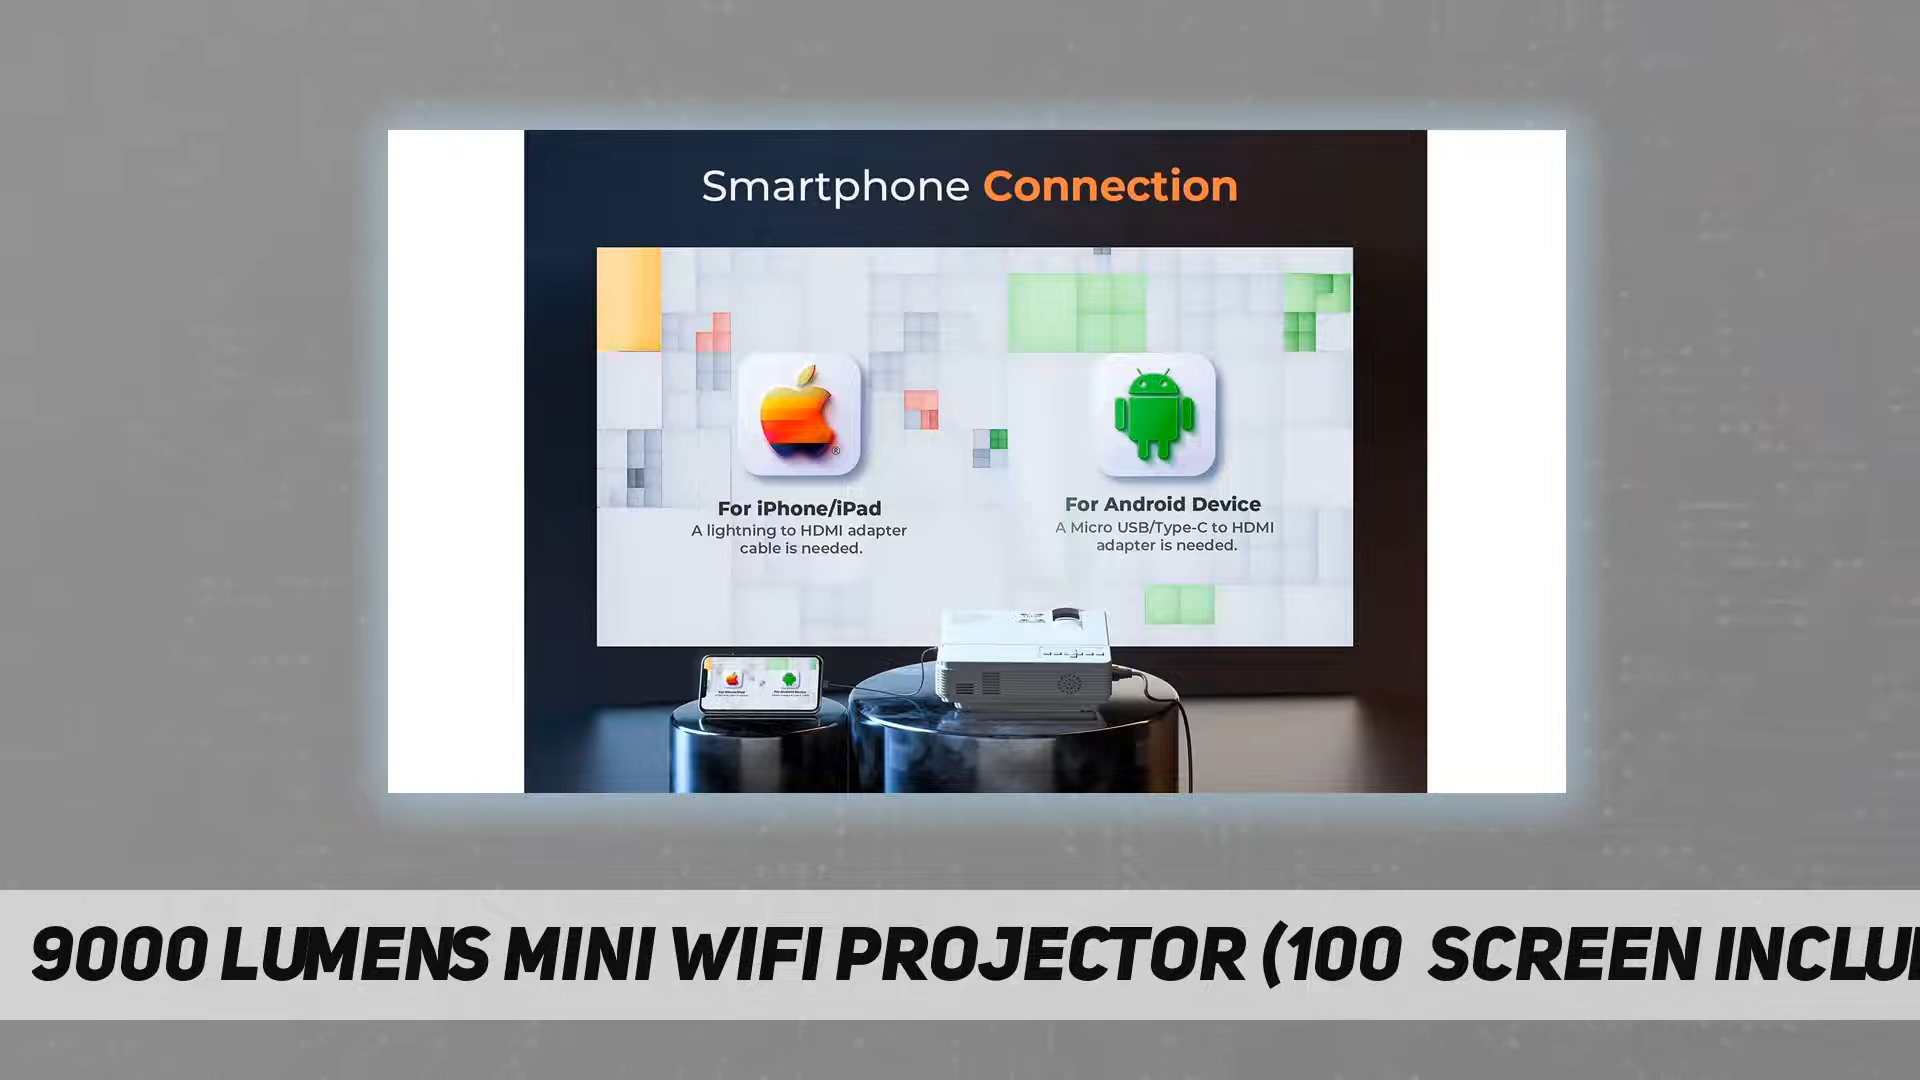 Smartphone Connection
For iPhone/iPad
A lightning to HDMI adapter
cable is needed.
For Android Device
A Micro USB/Type-C to HDMI
adapter is needed.
9000 LUMENS MINI WIFI PROJECTOR (100 SCREEN INCLU